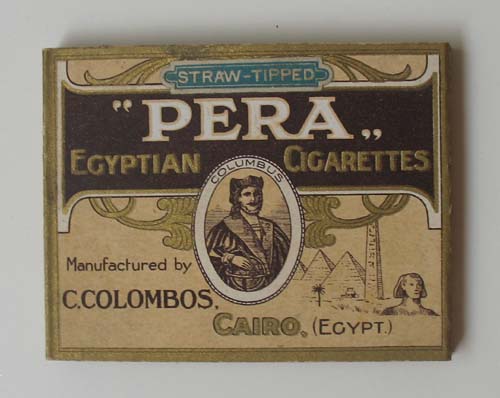 STRAW-TIPPED
"PERA„
EGYPTIAN CIGARETTES
COLUMBUS
Manufactured by
C.COLOMBOS.
CAIRO. (EGYPT.)